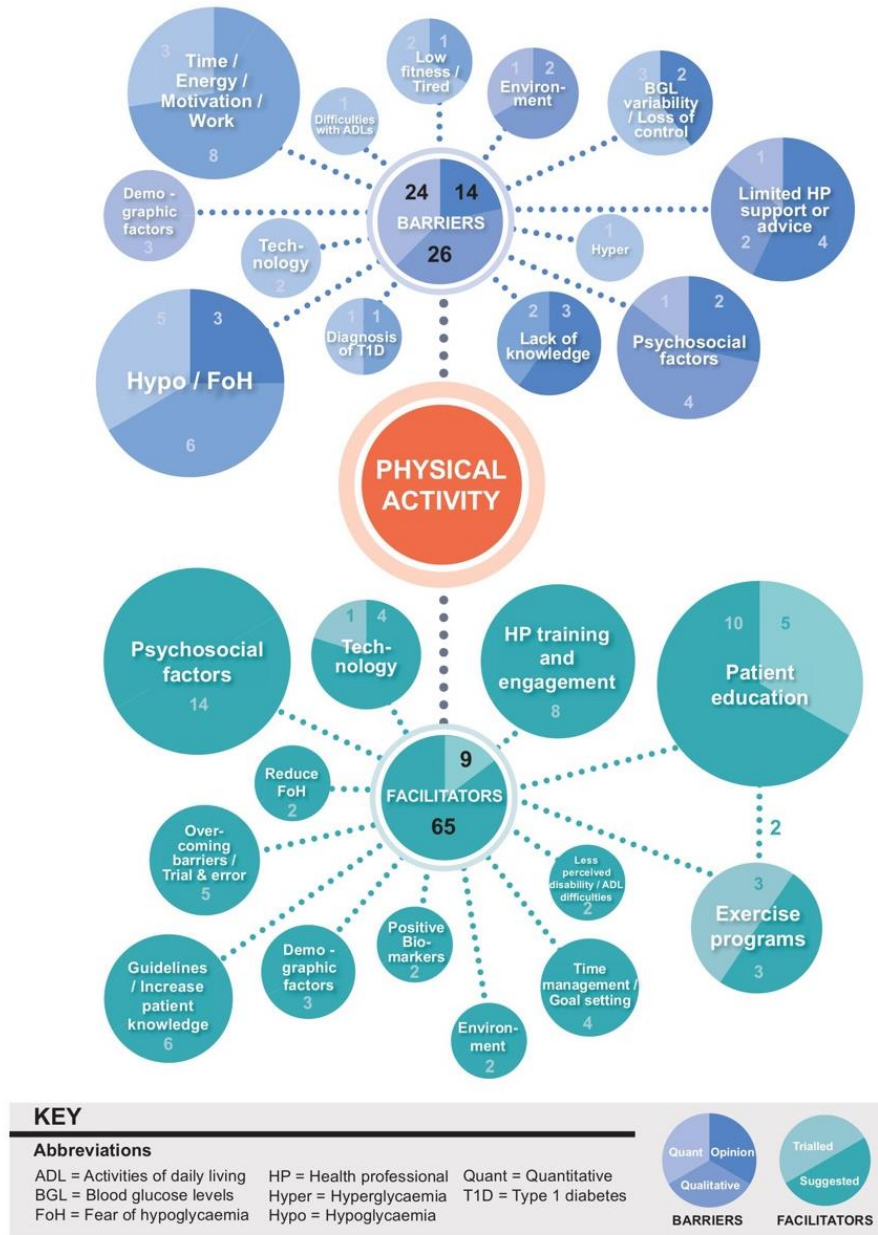 3
Time /
Energy /
Motivation /
Work
8
2 1
Low
fitness /
Tired
1
Difficulties
with ADLs
1 2
Environ-
ment
3 2
BGL
variability
/ Loss of
control
1
Limited HP
support or
advice
2 4
Demo -
graphic
factors
3
24 14
BARRIERS
26
Tech-
nology
2
1
Hyper
5 3
Hypo / FoH
6
1 1
Diagnosis
of T1D
2 3
Lack of
knowledge
1 2
Psychosocial
factors
4
PHYSICAL
ACTIVITY
Psychosocial
factors
14
1 4
Tech-
nology
HP training
and
engagement
8
10 5
Patient
education
9
FACILITATORS
65
Reduce
FoH
2
Over-
coming
barriers /
Trial & error
5
2
Less
perceived
disability / ADL
difficulties
2
3
Exercise
programs
3
Guidelines
/ Increase
patient
knowledge
6
Demo -
graphic
factors
3
Positive
Bio-
markers
2
Environ-
ment
2
Time
management /
Goal setting
4
KEY
Abbreviations
ADL = Activities of daily living
BGL = Blood glucose levels
FoH = Fear of hypoglycaemia
HP = Health professional
Hyper = Hyperglycaemia
Hypo = Hypoglycaemia
Quant = Quantitative
T1D = Type 1 diabetes
Quant Opinion
Qualitative
BARRIERS
Trialled
Suggested
FACILITATORS